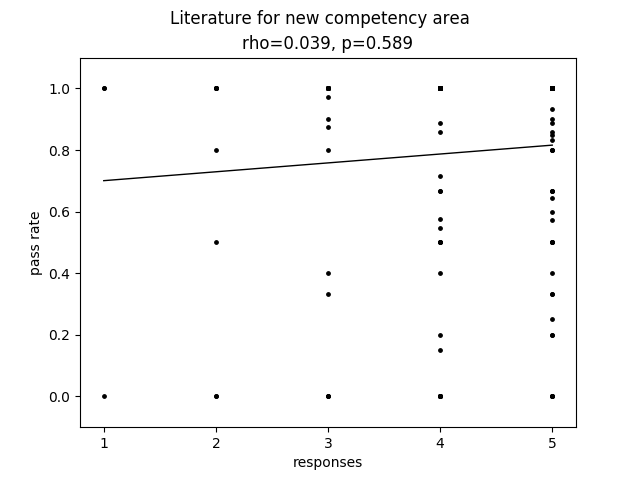 Literature for new competency area
rho=0.039, p=0.589
1.0
0.8
0.6
0.4
0.2
0.0
pass rate
1 2 3 4 5
responses